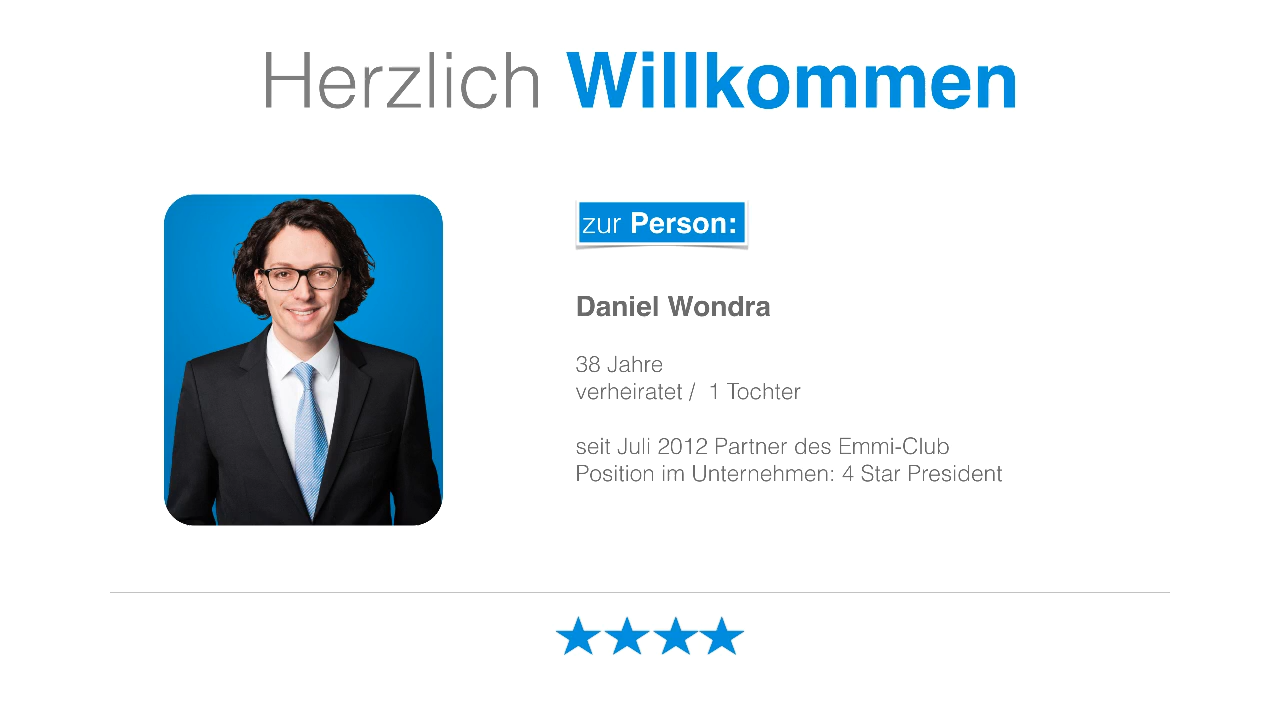 Herzlich Willkommen
zur Person:
Daniel Wondra
38 Jahre
verheiratet / 1 Tochter
seit Juli 2012 Partner des Emmi-Club
Position im Unternehmen: 4 Star President